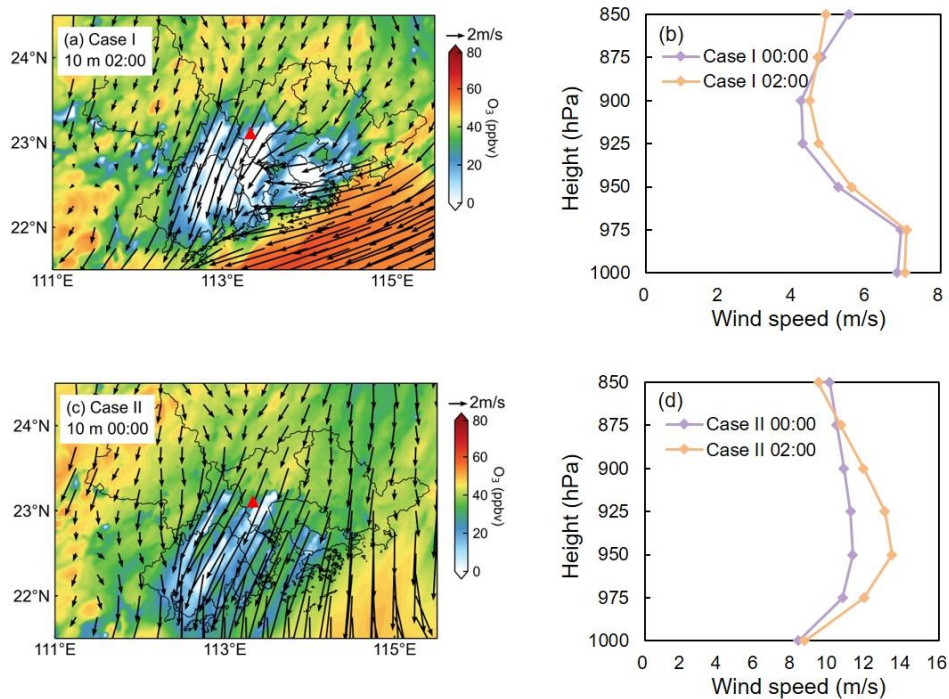 (a) Case I
10 m 02:00
24°N
23°N
22°N
111°E 113°E 115°E
2m/s
80
60
40
20
0
O₃ (ppbv)
(b)
Case I 00:00
Case I 02:00
850
875
900
925
950
975
1000
Height (hPa)
0 2 4 6 8
Wind speed (m/s)
(c) Case II
10 m 00:00
24°N
23°N
22°N
111°E 113°E 115°E
2m/s
80
60
40
20
0
O₃ (ppbv)
(d)
Case II 00:00
Case II 02:00
850
875
900
925
950
975
1000
Height (hPa)
0 2 4 6 8 10 12 14 16
Wind speed (m/s)